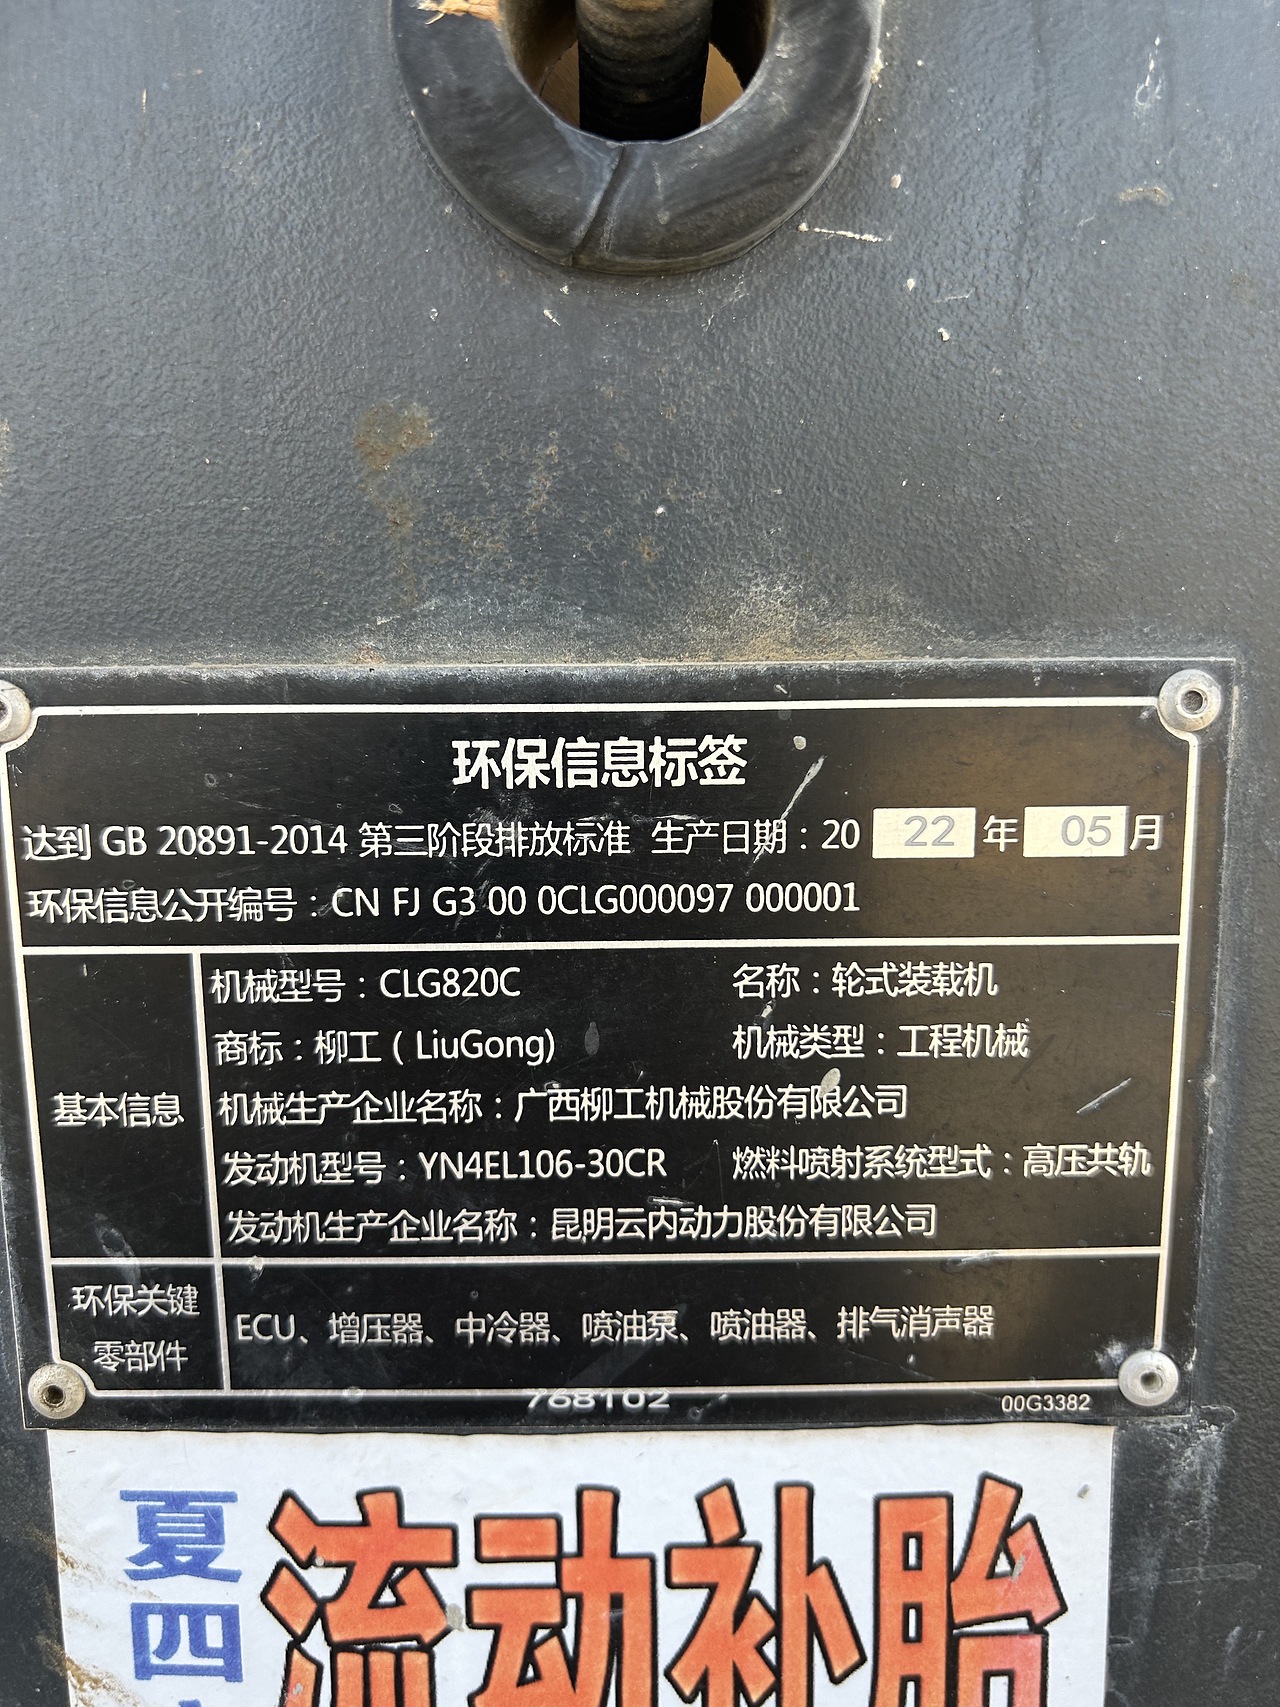 环保信息标签
达到 GB 20891-2014 第三阶段排放标准 生产日期：20 22 年 05 月
环保信息公开编号：CN FJ G3 00 0CLG000097 000001
基本信息
机械型号：CLG820C 名称：轮式装载机
商标：柳工 ( LiuGong) 机械类型：工程机械
机械生产企业名称：广西柳工机械股份有限公司
发动机型号：YN4EL106-30CR 燃料喷射系统型式：高压共轨
发动机生产企业名称：昆明云内动力股份有限公司
环保关键
零部件
ECU、增压器、中冷器、喷油泵、喷油器、排气消声器
768102 00G3382
夏四
流动补胎